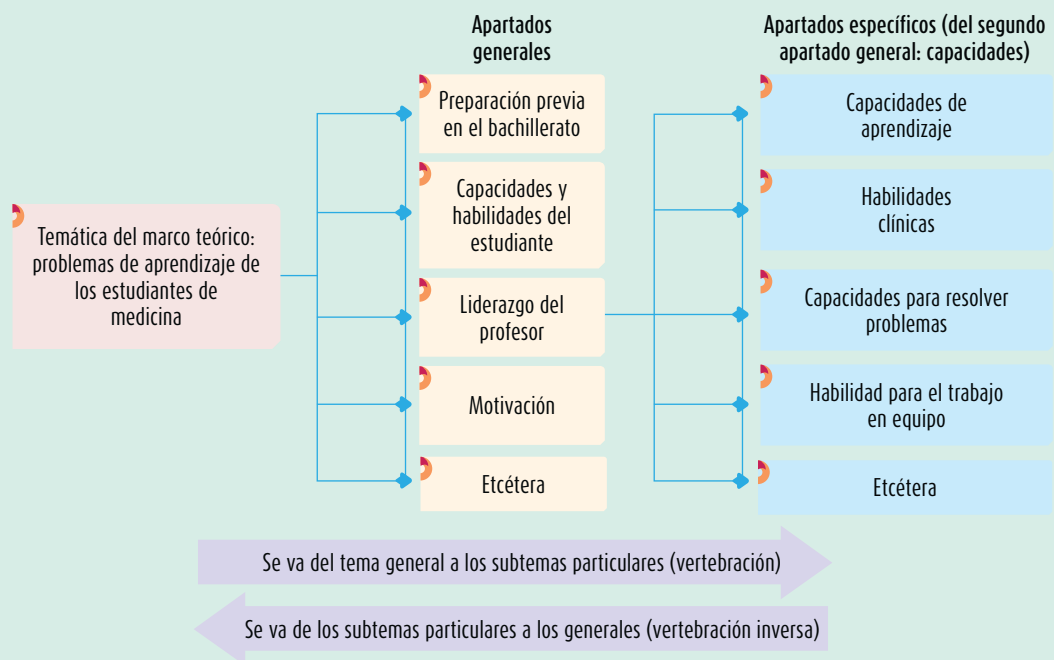 Apartados
generales
Apartados específicos (del segundo
apartado general: capacidades)
Temática del marco teórico:
problemas de aprendizaje de
los estudiantes de
medicina
Preparación previa
en el bachillerato
Capacidades y
habilidades del
estudiante
Liderazgo del
profesor
Motivación
Etcétera
Capacidades de
aprendizaje
Habilidades
clínicas
Capacidades para resolver
problemas
Habilidad para el trabajo
en equipo
Etcétera
Se va del tema general a los subtemas particulares (vertebración)
Se va de los subtemas particulares a los generales (vertebración inversa)